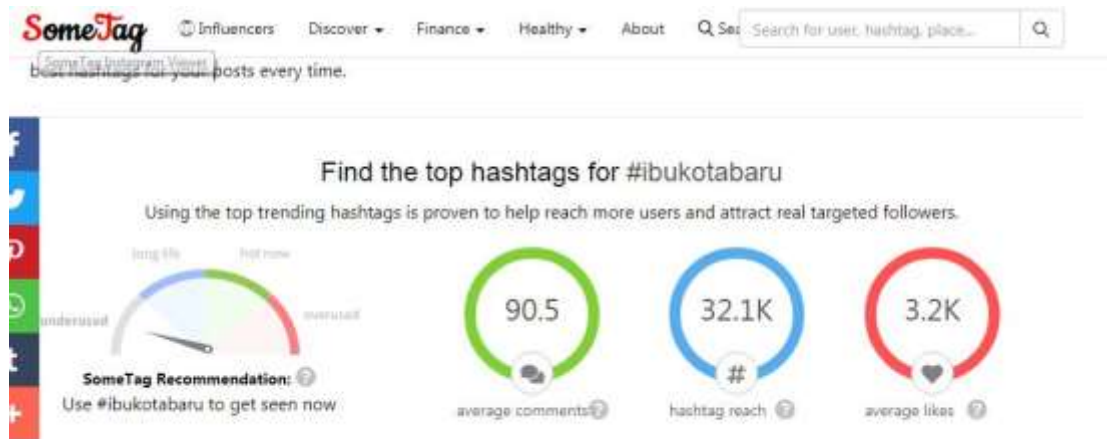 SomeTag Influencers Discover Finance Healthy About Search for user, hashtag, place...
SomeTag Instagram Viewer
best hashtags for your posts every time.
Find the top hashtags for #ibukotabaru
Using the top trending hashtags is proven to help reach more users and attract real targeted followers.
long life hot now
underused overused
90.5 32.1K 3.2K
#
SomeTag Recommendation: ?
Use #ibukotabaru to get seen now
average comments ? hashtag reach ? average likes ?